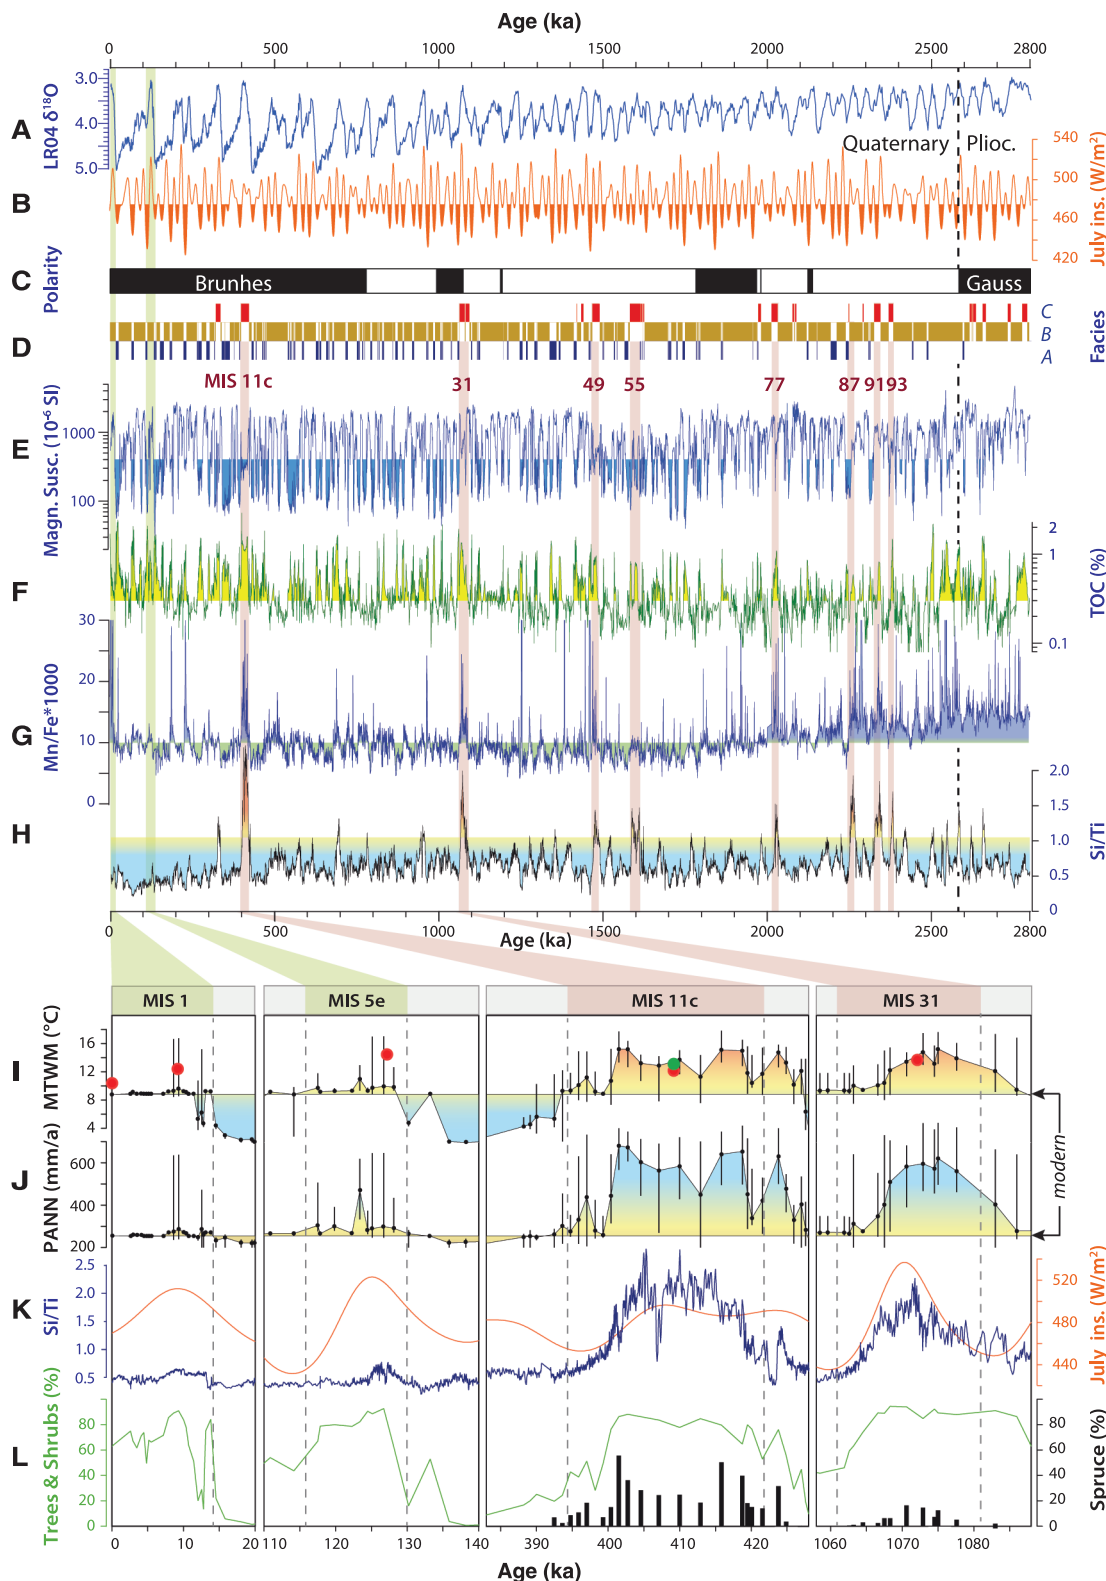 Age (ka)
0 500 1000 1500 2000 2500 2800
A
LR04 δ¹⁸O
3.0
4.0
5.0
Quaternary Plioc.
B
540
500
460
420
July ins. (W/m²)
C
Polarity
Brunhes
Gauss
D
C
B
A
Facies
MIS 11c 31 49 55 77 87 91 93
E
Magn. Susc. (10⁻⁶ SI)
1000
100
F
2
1
0.1
TOC (%)
G
Mn/Fe*1000
30
20
10
0
H
2.0
1.5
1.0
0.5
0
Si/Ti
0 500 1000 1500 2000 2500 2800
Age (ka)
MIS 1 MIS 5e MIS 11c MIS 31
I
MTWM (°C)
16
12
8
4
J
PANN (mm/a)
600
400
200
modern
K
Si/Ti
2.5
2.0
1.5
1.0
0.5
520
480
440
July ins. (W/m²)
L
Trees & Shrubs (%)
80
60
40
20
0
80
60
40
20
0
Spruce (%)
0 10 20 110 120 130 140 390 400 410 420 1060 1070 1080
Age (ka)